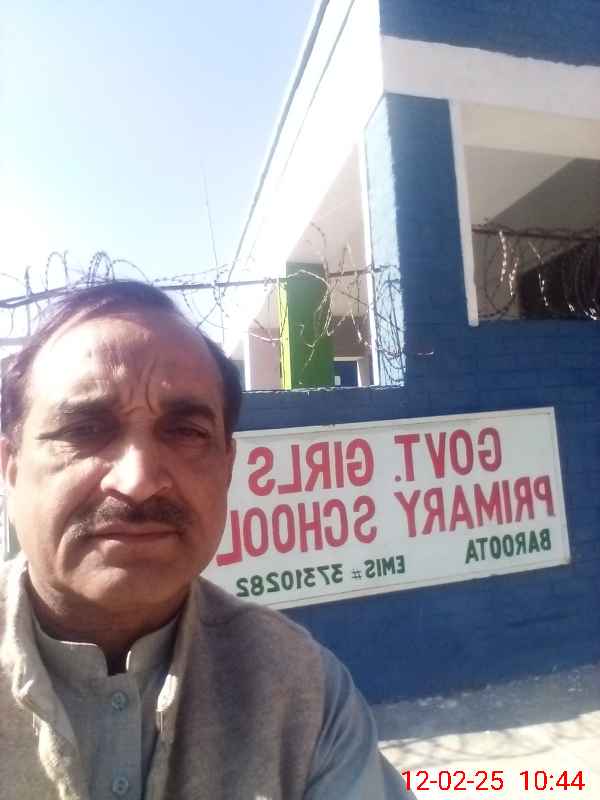 GOVT. GIRLS
PRIMARY SCHOOL
BAROOTA EMIS# 37310282
12-02-25 10:44